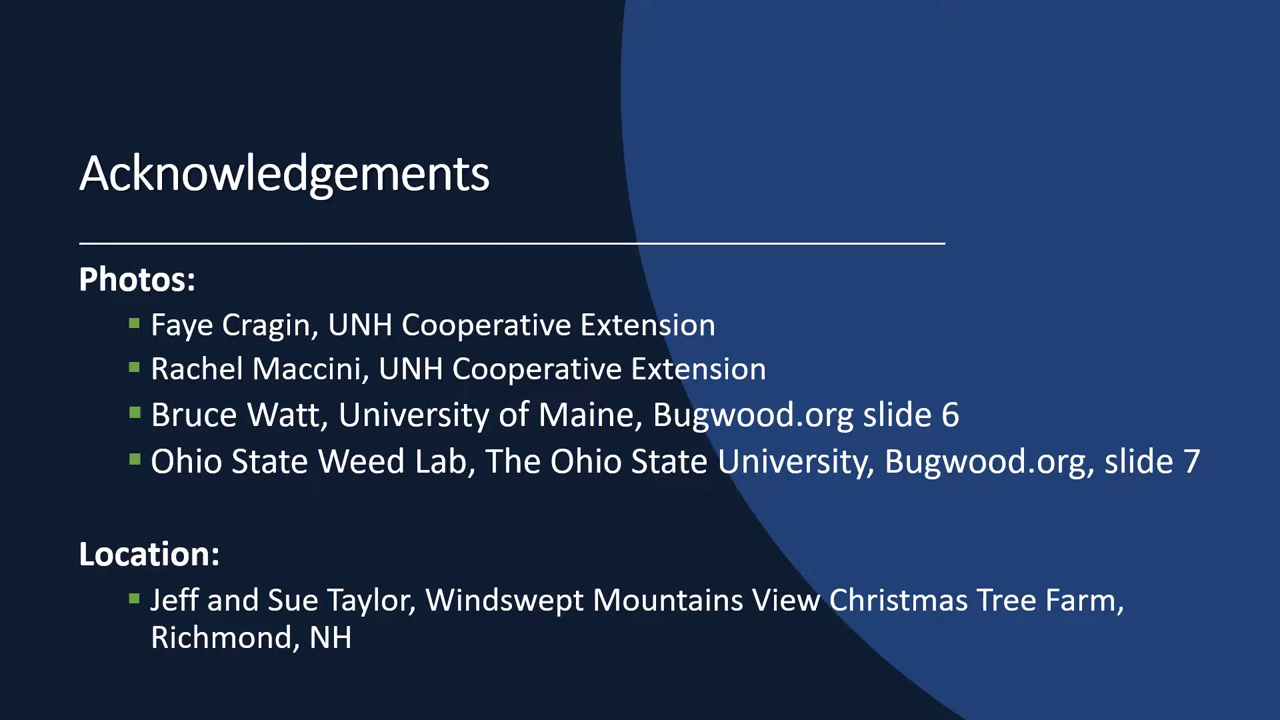 Acknowledgements
Photos:
Faye Cragin, UNH Cooperative Extension
Rachel Maccini, UNH Cooperative Extension
Bruce Watt, University of Maine, Bugwood.org slide 6
Ohio State Weed Lab, The Ohio State University, Bugwood.org, slide 7
Location:
Jeff and Sue Taylor, Windswept Mountains View Christmas Tree Farm,
Richmond, NH